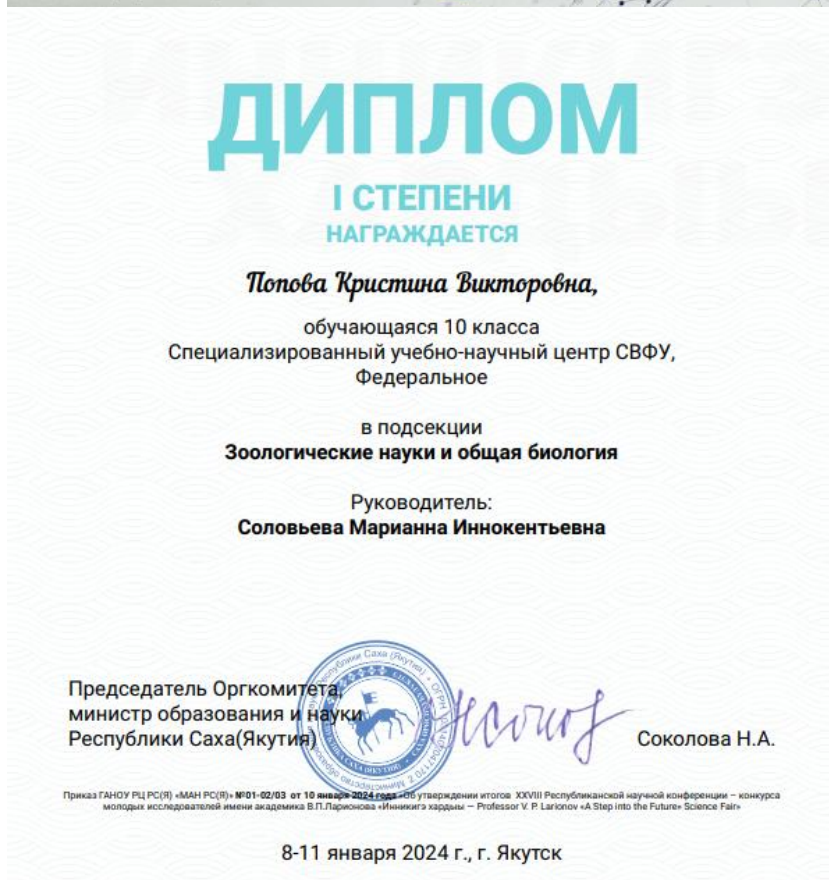 ДИПЛОМ
I СТЕПЕНИ
НАГРАЖДАЕТСЯ
Попова Кристина Викторовна,
обучающаяся 10 класса
Специализированный учебно-научный центр СВФУ,
Федеральное
в подсекции
Зоологические науки и общая биология
Руководитель:
Соловьева Марианна Иннокентьевна
Председатель Оргкомитета,
министр образования и науки
Республики Саха(Якутия)
Соколова Н.А.
Приказ ГАНОУ РЦ РС(Я) «МАН РС(Я)» №01-02/03 от 10 января 2024 года «Об утверждении итогов XXVIII Республиканской научной конференции – конкурса
молодых исследователей имени академика В.П.Ларионова «Инникигэ хардыы — Professor V. P. Larionov «A Step into the Future» Science Fair»
8-11 января 2024 г., г. Якутск